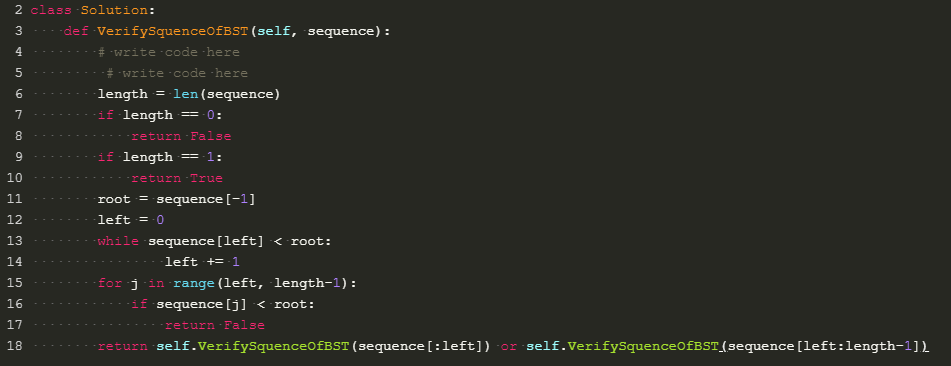 2 class Solution:
3     def VerifySquenceOfBST(self, sequence):
4         # write code here
5          # write code here
6         length = len(sequence)
7         if length == 0:
8             return False
9         if length == 1:
10             return True
11         root = sequence[-1]
12         left = 0
13         while sequence[left] < root:
14                 left += 1
15         for j in range(left, length-1):
16             if sequence[j] < root:
17                 return False
18         return self.VerifySquenceOfBST(sequence[:left]) or self.VerifySquenceOfBST(sequence[left:length-1])